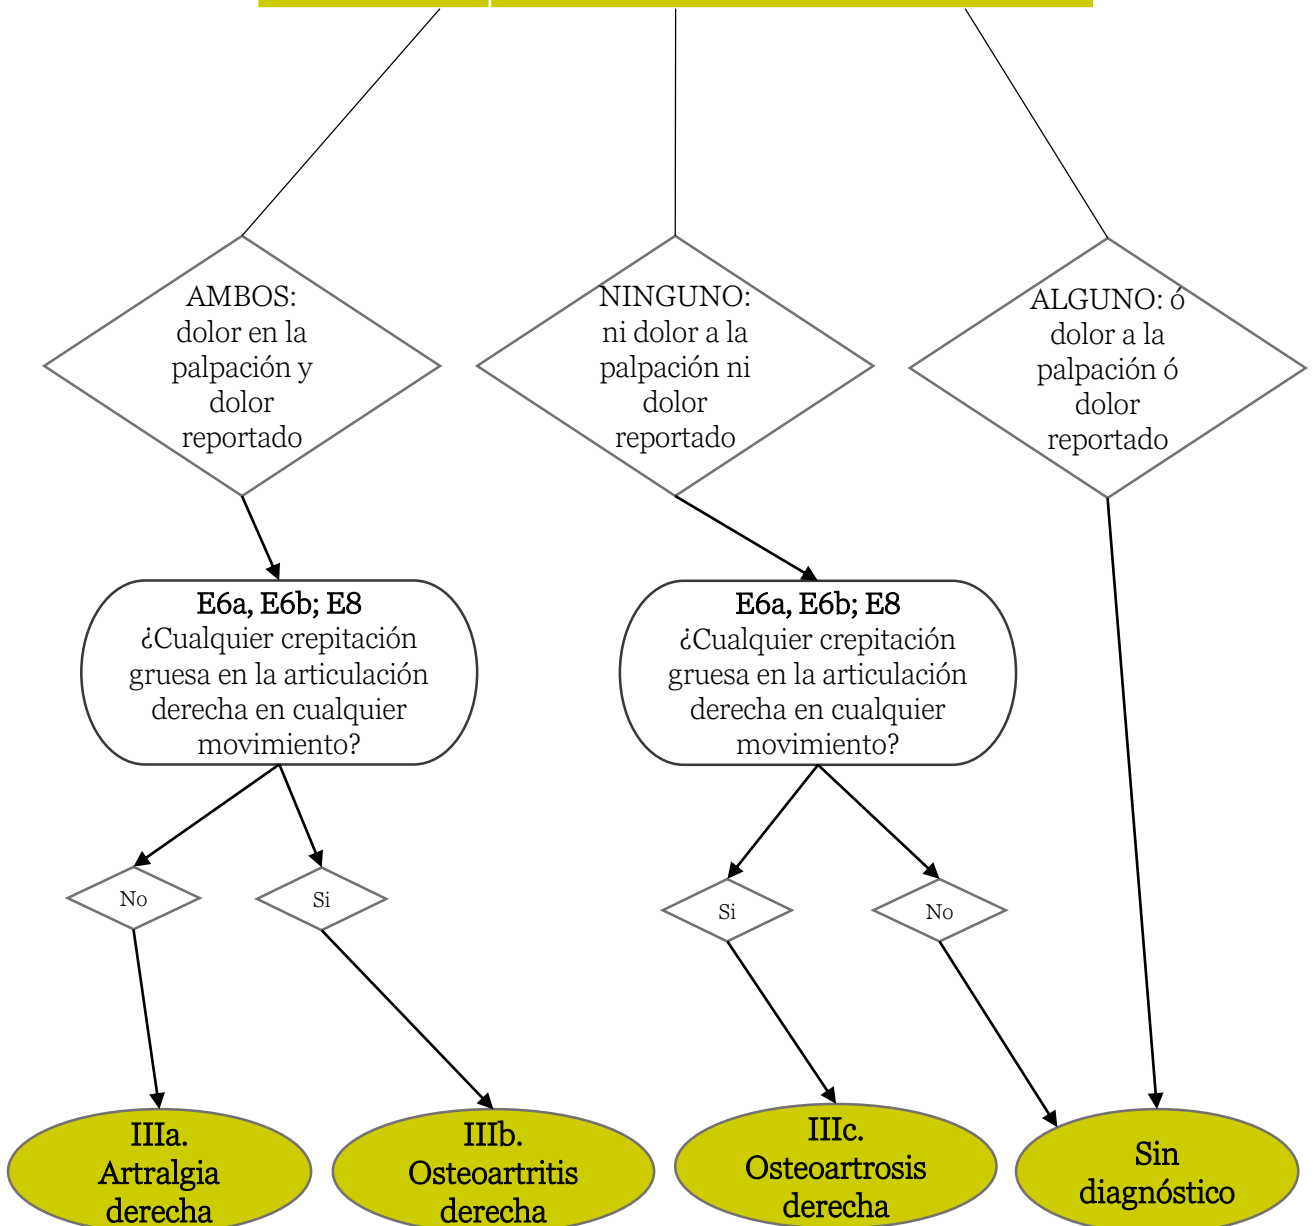 AMBOS:
dolor en la
palpación y
dolor
reportado
NINGUNO:
ni dolor a la
palpación ni
dolor
reportado
ALGUNO: ó
dolor a la
palpación ó
dolor
reportado
E6a, E6b; E8
¿Cualquier crepitación
gruesa en la articulación
derecha en cualquier
movimiento?
E6a, E6b; E8
¿Cualquier crepitación
gruesa en la articulación
derecha en cualquier
movimiento?
No
Si
Si
No
IIIa.
Artralgia
derecha
IIIb.
Osteoartritis
derecha
IIIc.
Osteoartrosis
derecha
Sin
diagnóstico